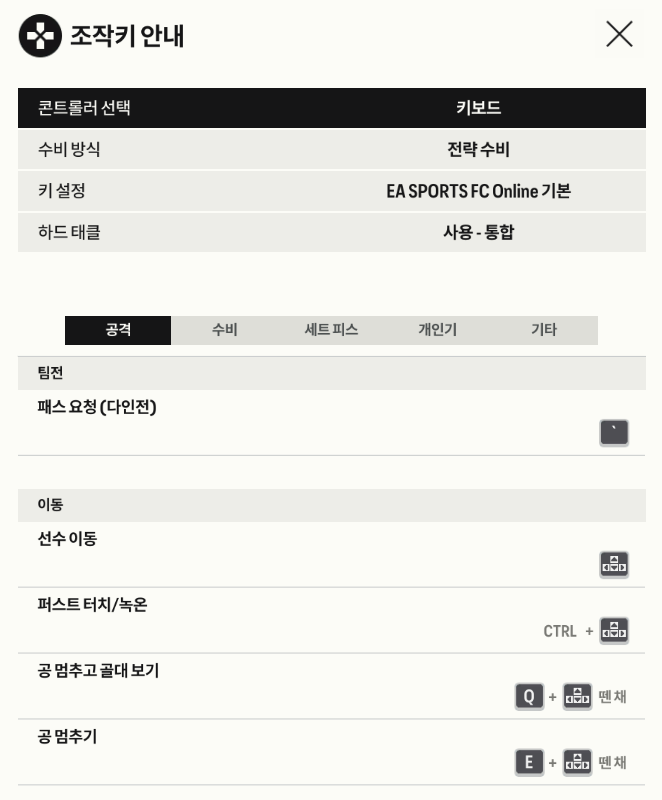 조작키 안내
콘트롤러 선택 키보드
수비 방식 전략 수비
키 설정 EA SPORTS FC Online 기본
하드 태클 사용 - 통합
공격 수비 세트 피스 개인기 기타
팀전
패스 요청 (다인전)
`
이동
선수 이동
퍼스트 터치/녹온
CTRL +
공 멈추고 골대 보기
Q + 뗀 채
공 멈추기
E + 뗀 채